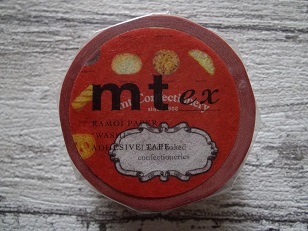 mt ex
Confectionery
KAMOI PAPER
WASHI
ADHESIVE TAPE
baked
confectioneries